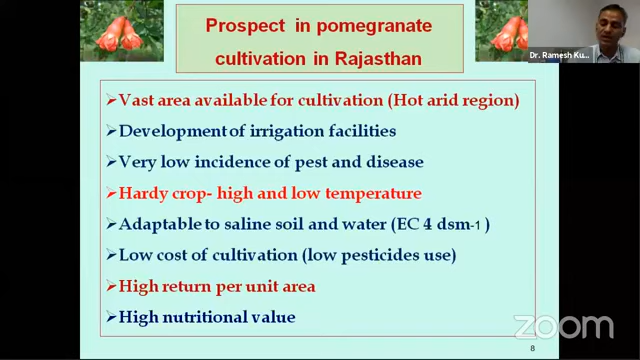 Prospect in pomegranate
cultivation in Rajasthan
Dr. Ramesh Ku...
➢Vast area available for cultivation (Hot arid region)
➢Development of irrigation facilities
➢Very low incidence of pest and disease
➢Hardy crop- high and low temperature
➢Adaptable to saline soil and water (EC 4 dsm-1 )
➢Low cost of cultivation (low pesticides use)
➢High return per unit area
➢High nutritional value
zoom
8